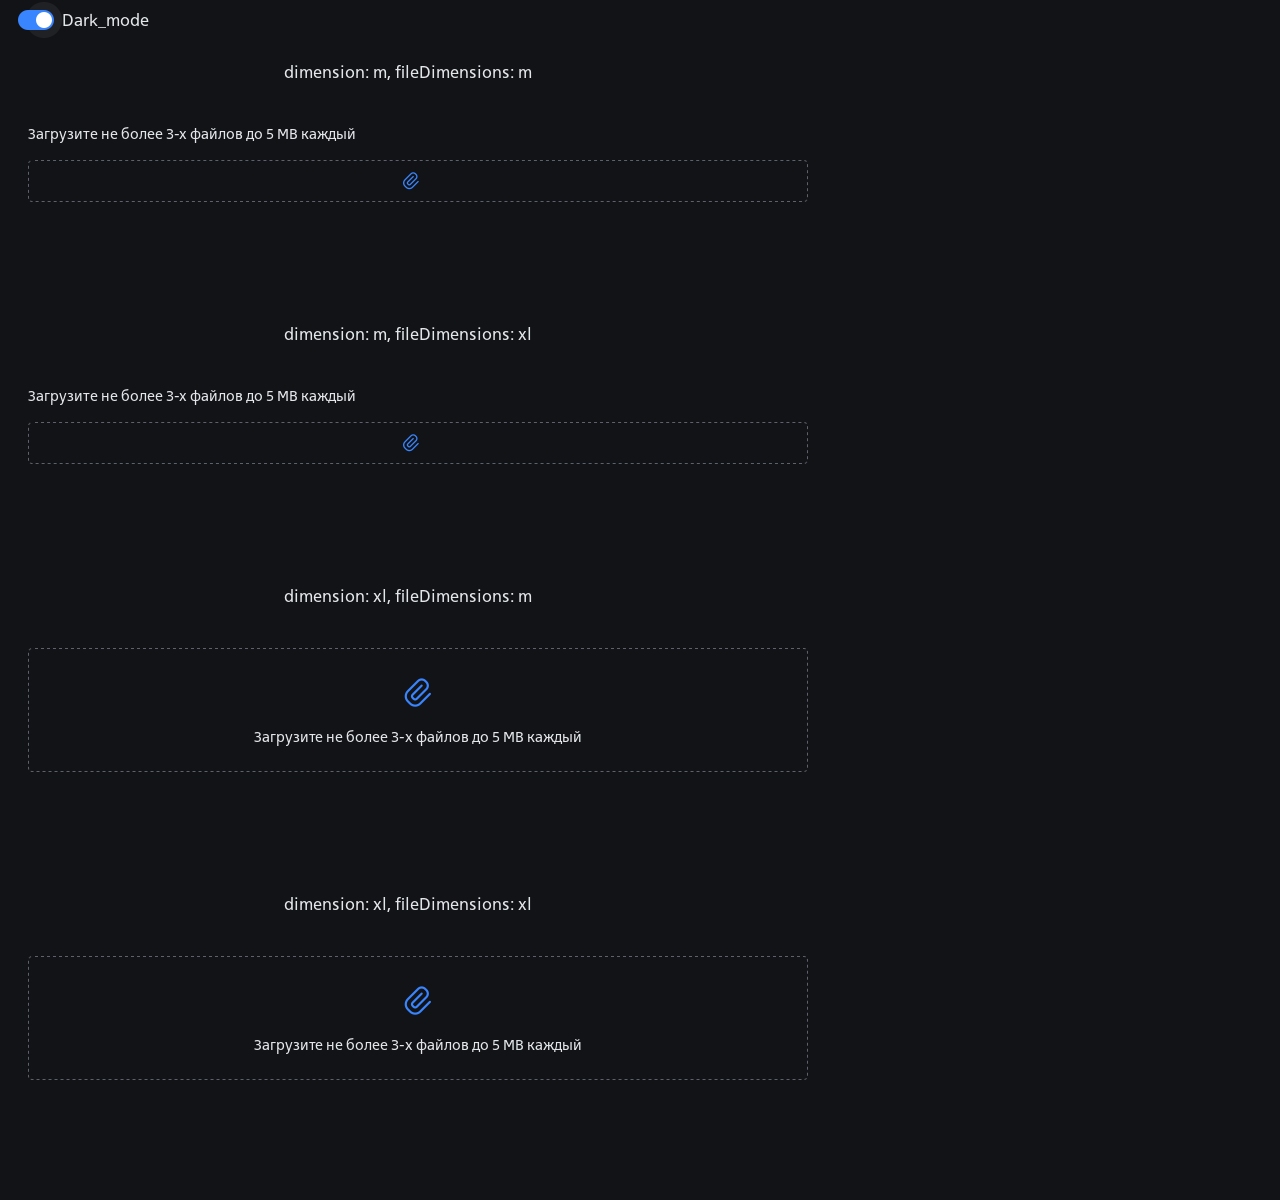 Dark_mode
dimension: m, fileDimensions: m
Загрузите не более 3-х файлов до 5 MB каждый
dimension: m, fileDimensions: xl
Загрузите не более 3-х файлов до 5 MB каждый
dimension: xl, fileDimensions: m
Загрузите не более 3-х файлов до 5 MB каждый
dimension: xl, fileDimensions: xl
Загрузите не более 3-х файлов до 5 MB каждый